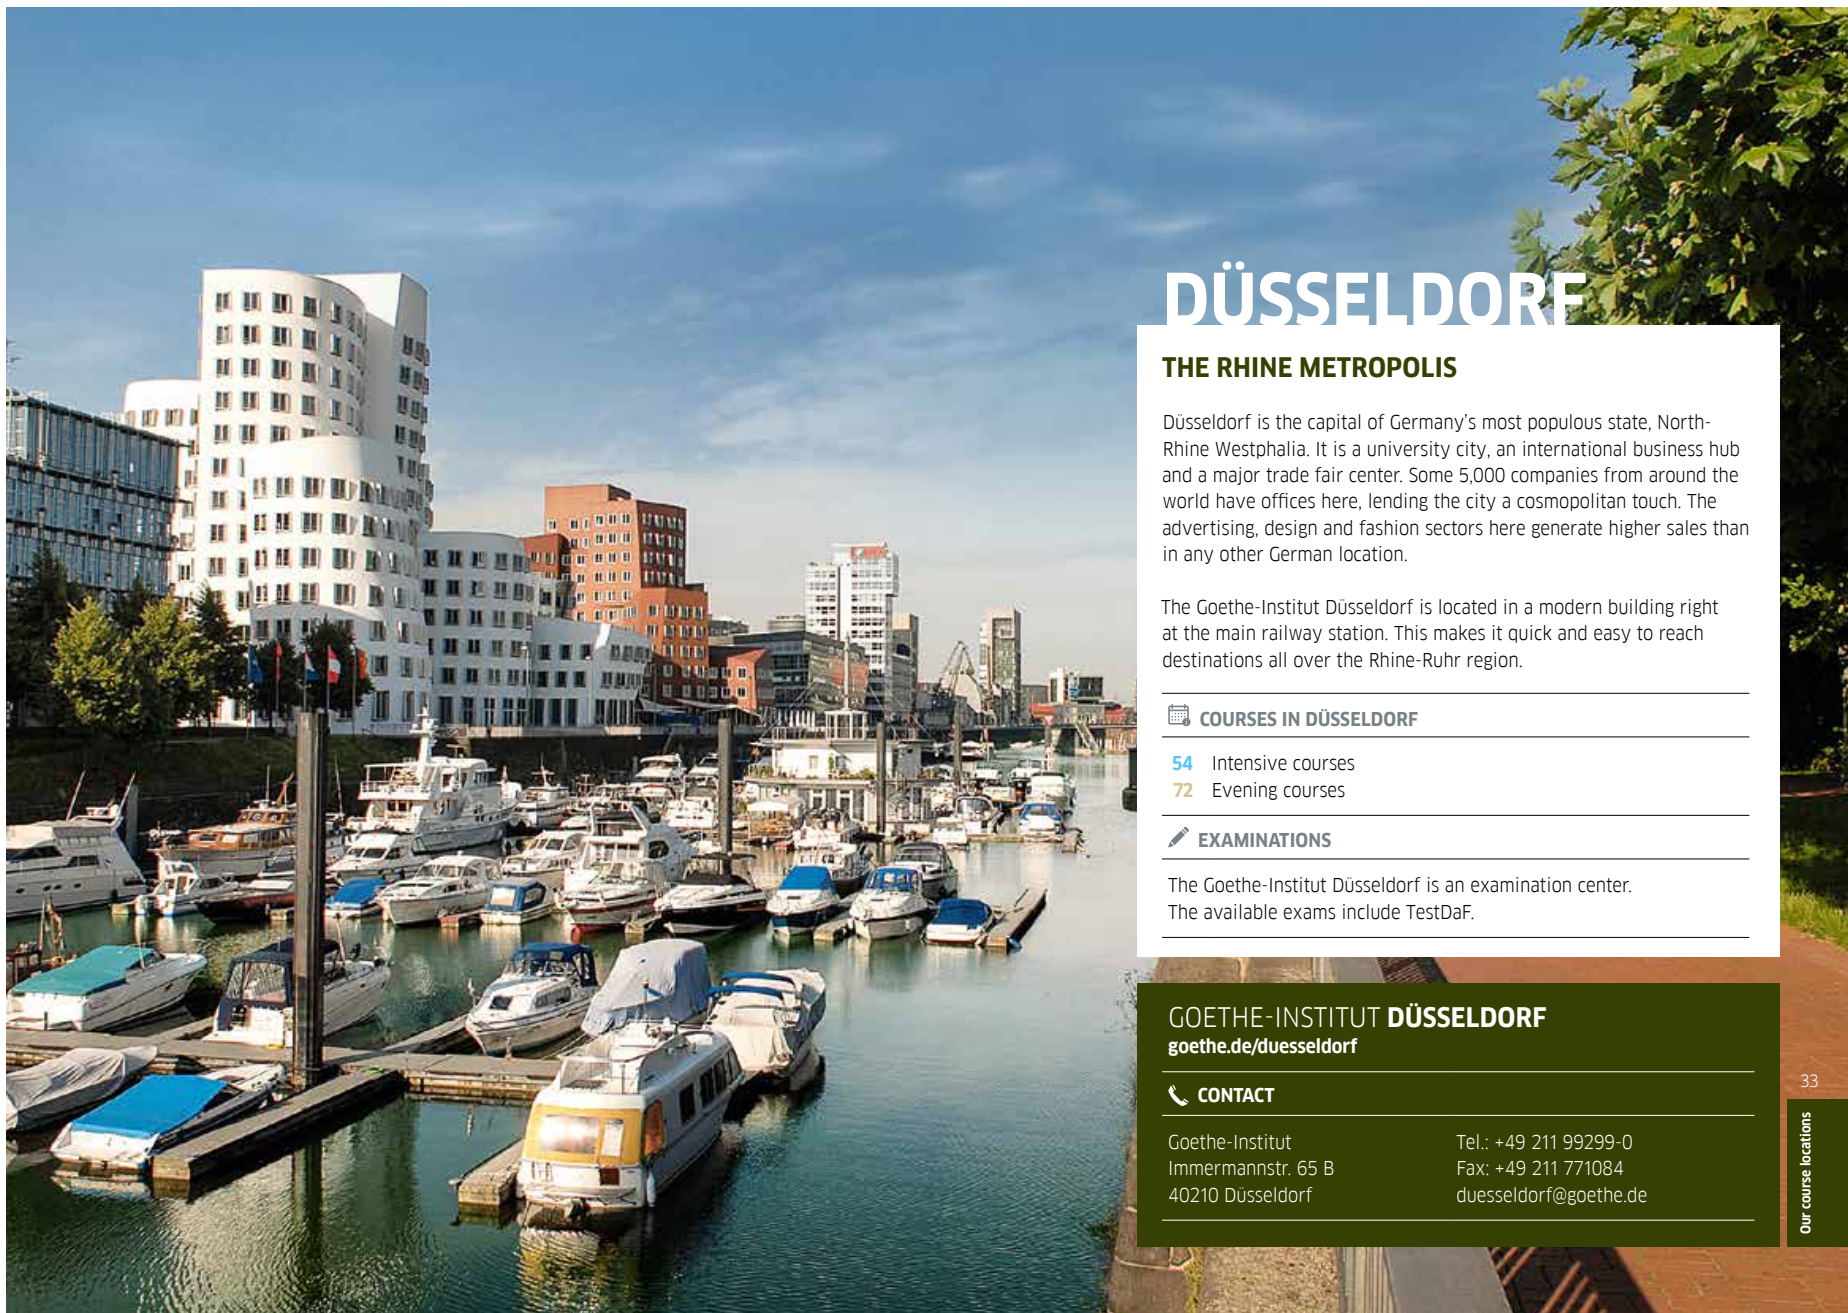 DÜSSELDORF
THE RHINE METROPOLIS
Düsseldorf is the capital of Germany's most populous state, North-
Rhine Westphalia. It is a university city, an international business hub
and a major trade fair center. Some 5,000 companies from around the
world have offices here, lending the city a cosmopolitan touch. The
advertising, design and fashion sectors here generate higher sales than
in any other German location.
The Goethe-Institut Düsseldorf is located in a modern building right
at the main railway station. This makes it quick and easy to reach
destinations all over the Rhine-Ruhr region.
COURSES IN DÜSSELDORF
54 Intensive courses
72 Evening courses
EXAMINATIONS
The Goethe-Institut Düsseldorf is an examination center.
The available exams include TestDaF.
GOETHE-INSTITUT DÜSSELDORF
goethe.de/duesseldorf
CONTACT
Goethe-Institut
Immermannstr. 65 B
40210 Düsseldorf
Tel.: +49 211 99299-0
Fax: +49 211 771084
duesseldorf@goethe.de
33
Our course locations